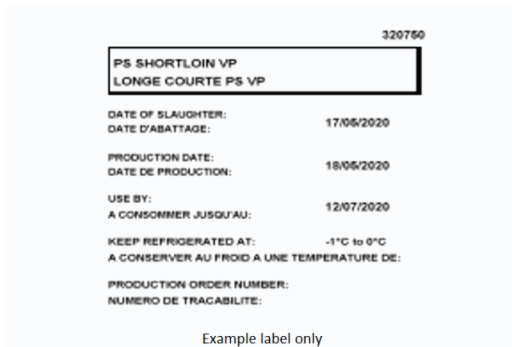 320750
PS SHORTLOIN VP
LONGE COURTE PS VP
DATE OF SLAUGHTER:
DATE D'ABATTAGE:
17/05/2020
PRODUCTION DATE:
DATE DE PRODUCTION:
18/05/2020
USE BY:
A CONSOMMER JUSQU'AU:
12/07/2020
KEEP REFRIGERATED AT: -1°C to 0°C
A CONSERVER AU FROID A UNE TEMPERATURE DE:
PRODUCTION ORDER NUMBER:
NUMERO DE TRACABILITE:
Example label only